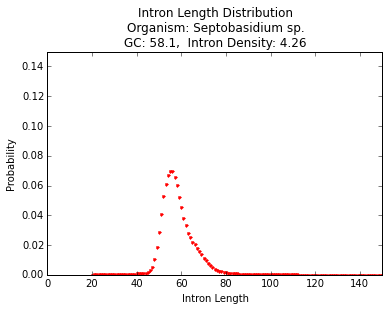 Intron Length Distribution
Organism: Septobasidium sp.
GC: 58.1,  Intron Density: 4.26
0.14
0.12
0.10
0.08
0.06
0.04
0.02
0.00
Probability
0 20 40 60 80 100 120 140
Intron Length